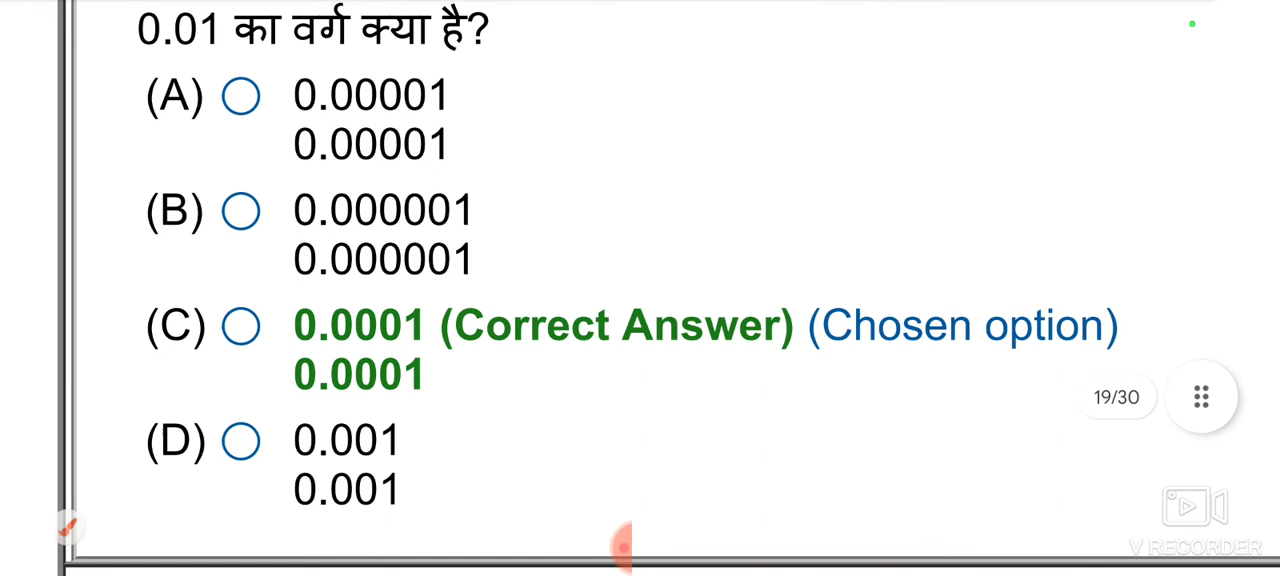 0.01 का वर्ग क्या है?
(A) 0.00001
0.00001
(B) 0.000001
0.000001
(C) 0.0001 (Correct Answer) (Chosen option)
0.0001
19/30
(D) 0.001
0.001
V RECORDER